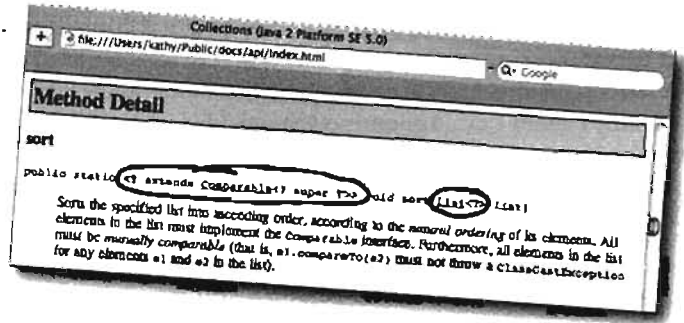 Collections (Java 2 Platform SE 5.0)
file:///Users/kathy/Public/docs/api/index.html
Google
Method Detail
sort
public static <T extends Comparable<? super T>> void sort(List<T> list)
Sorts the specified list into ascending order, according to the natural ordering of its elements. All
elements in the list must implement the Comparable interface. Furthermore, all elements in the list
must be mutually comparable (that is, e1.compareTo(e2) must not throw a ClassCastException
for any elements e1 and e2 in the list).